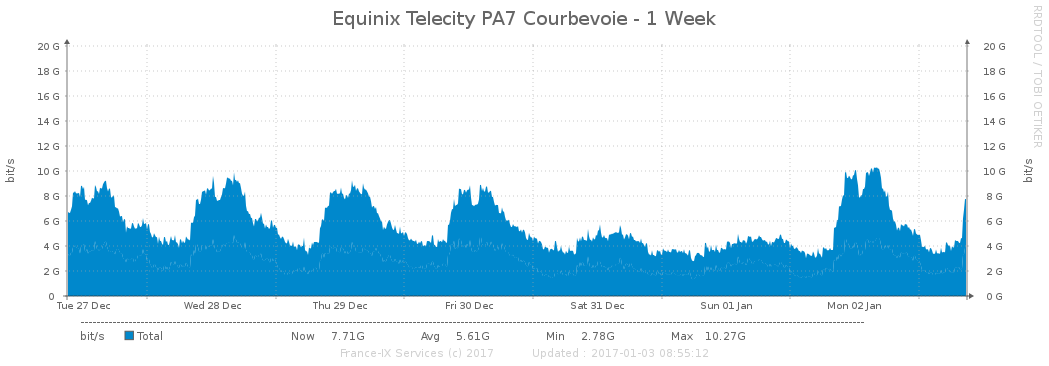 Equinix Telecity PA7 Courbevoie - 1 Week
RRDTOOL / TOBI OETIKER
bit/s
20 G
18 G
16 G
14 G
12 G
10 G
8 G
6 G
4 G
2 G
0
20 G
18 G
16 G
14 G
12 G
10 G
8 G
6 G
4 G
2 G
0 G
bit/s
Tue 27 Dec Wed 28 Dec Thu 29 Dec Fri 30 Dec Sat 31 Dec Sun 01 Jan Mon 02 Jan
bit/s Total Now 7.71G Avg 5.61G Min 2.78G Max 10.27G
France-IX Services (c) 2017 Updated : 2017-01-03 08:55:12